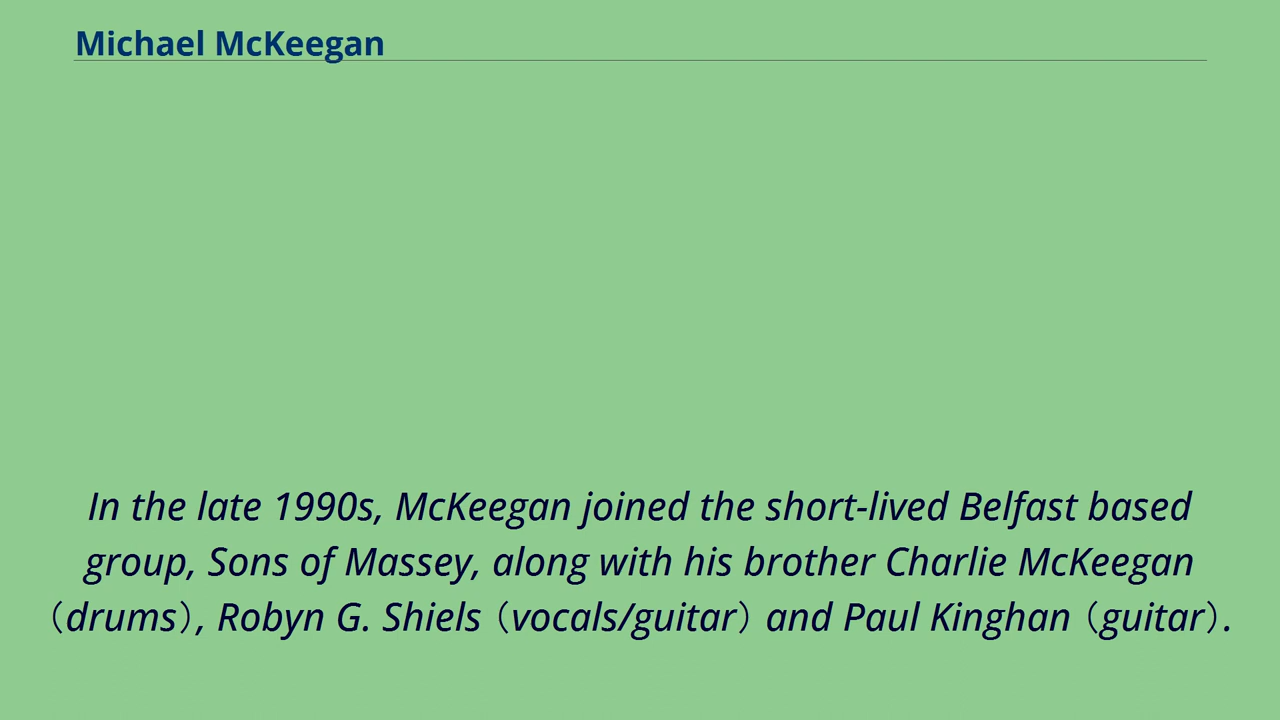 Michael McKeegan
In the late 1990s, McKeegan joined the short-lived Belfast based
group, Sons of Massey, along with his brother Charlie McKeegan
（drums）, Robyn G. Shiels （vocals/guitar） and Paul Kinghan （guitar）.